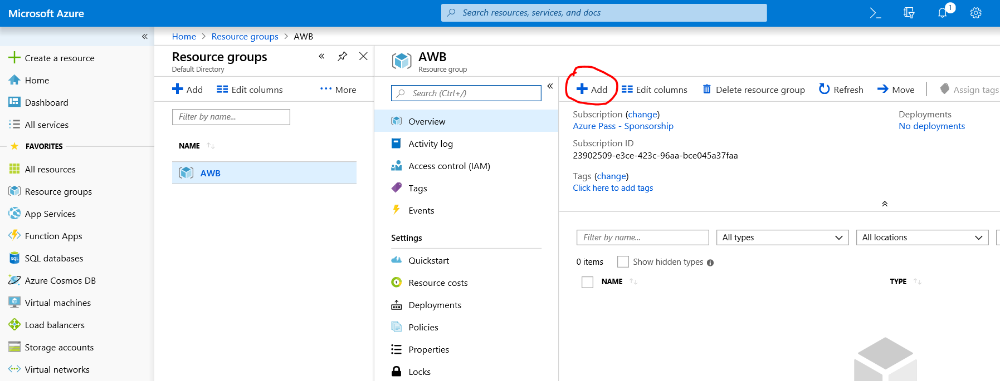 Microsoft Azure
Search resources, services, and docs
1
Home > Resource groups > AWB
Create a resource
Home
Dashboard
All services
FAVORITES
All resources
Resource groups
App Services
Function Apps
SQL databases
Azure Cosmos DB
Virtual machines
Load balancers
Storage accounts
Virtual networks
Resource groups
Default Directory
Add Edit columns More
Filter by name...
NAME
AWB
AWB
Resource group
Search (Ctrl+/)
Overview
Activity log
Access control (IAM)
Tags
Events
Settings
Quickstart
Resource costs
Deployments
Policies
Properties
Locks
Add Edit columns Delete resource group Refresh Move Assign tags
Subscription (change)
Azure Pass - Sponsorship
Subscription ID
23902509-e3ce-423c-96aa-bce045a37faa
Tags (change)
Click here to add tags
Deployments
No deployments
Filter by name... All types All locations
0 items Show hidden types
NAME TYPE